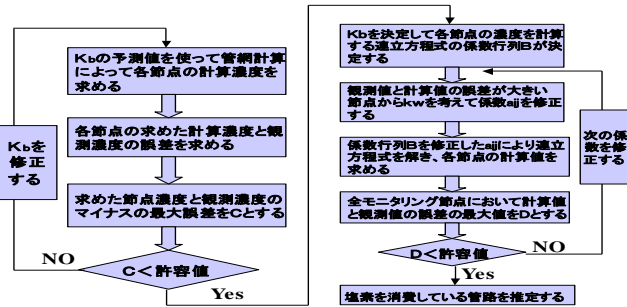 Kbの予測値を使って管網計算
によって各節点の計算濃度を
求める
各節点の求めた計算濃度と観
測濃度の誤差を求める
求めた節点濃度と観測濃度の
マイナスの最大誤差をCとする
C＜許容値
NO
Yes
Kbを
修正
する
Kbを決定して各節点の濃度を計算
する連立方程式の係数行列Bが決
定する
観測値と計算値の誤差が大きい
節点からkwを考えて係数aijを修正
する
係数行列Bを修正したaijにより連立
方程式を解き、各節点の計算値を
求める
全モニタリング節点において計算値
と観測値の誤差の最大値をDとする
D＜許容値
NO
Yes
次の係
数を修
正する
塩素を消費している管路を推定する